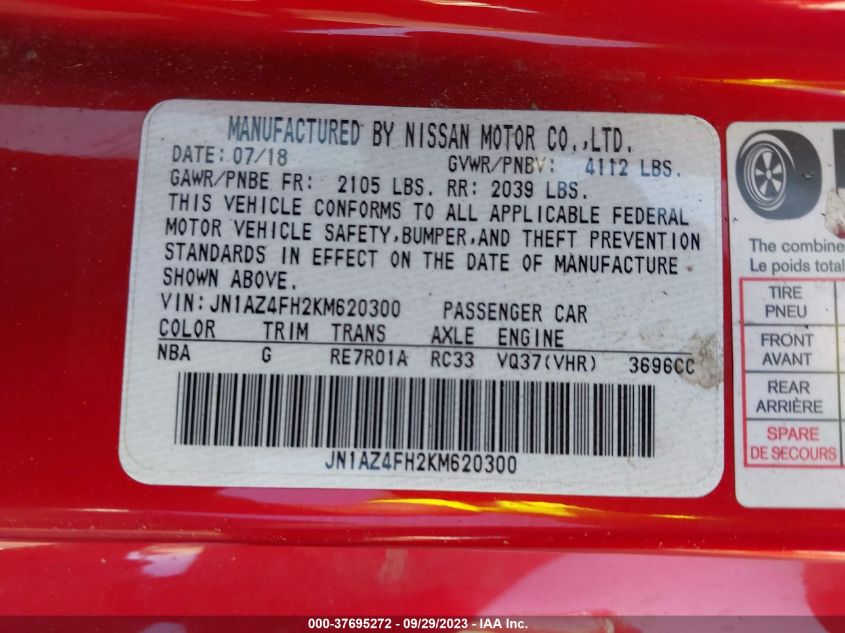 MANUFACTURED BY NISSAN MOTOR CO.,LTD.
DATE: 07/18 GVWR/PNBV: 4112 LBS.
GAWR/PNBE FR: 2105 LBS. RR: 2039 LBS.
THIS VEHICLE CONFORMS TO ALL APPLICABLE FEDERAL
MOTOR VEHICLE SAFETY,BUMPER,AND THEFT PREVENTION
STANDARDS IN EFFECT ON THE DATE OF MANUFACTURE
SHOWN ABOVE.
VIN: JN1AZ4FH2KM620300 PASSENGER CAR
COLOR TRIM TRANS AXLE ENGINE
NBA G RE7R01A RC33 VQ37(VHR) 3696CC
JN1AZ4FH2KM620300
The combine
Le poids total
TIRE
PNEU
FRONT
AVANT
REAR
ARRIÈRE
SPARE
DE SECOURS
000-37695272 - 09/29/2023 - © IAA Inc.